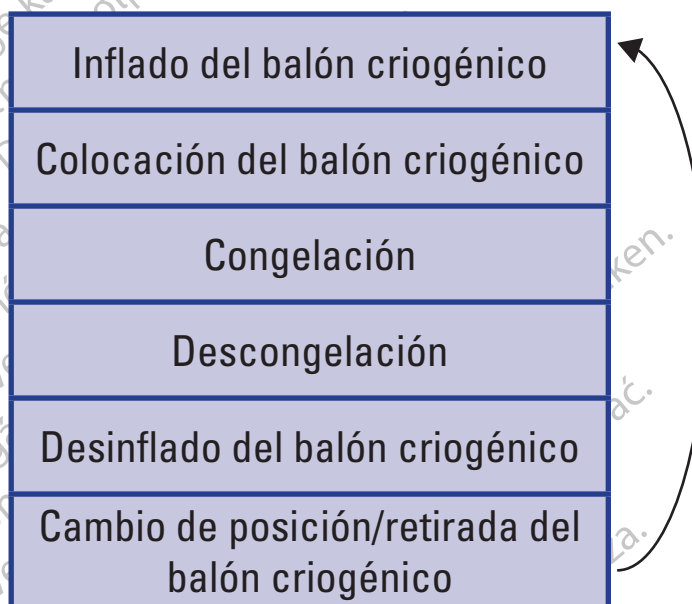 Inflado del balón criogénico
Colocación del balón criogénico
Congelación
Descongelación
Desinflado del balón criogénico
Cambio de posición/retirada del
balón criogénico